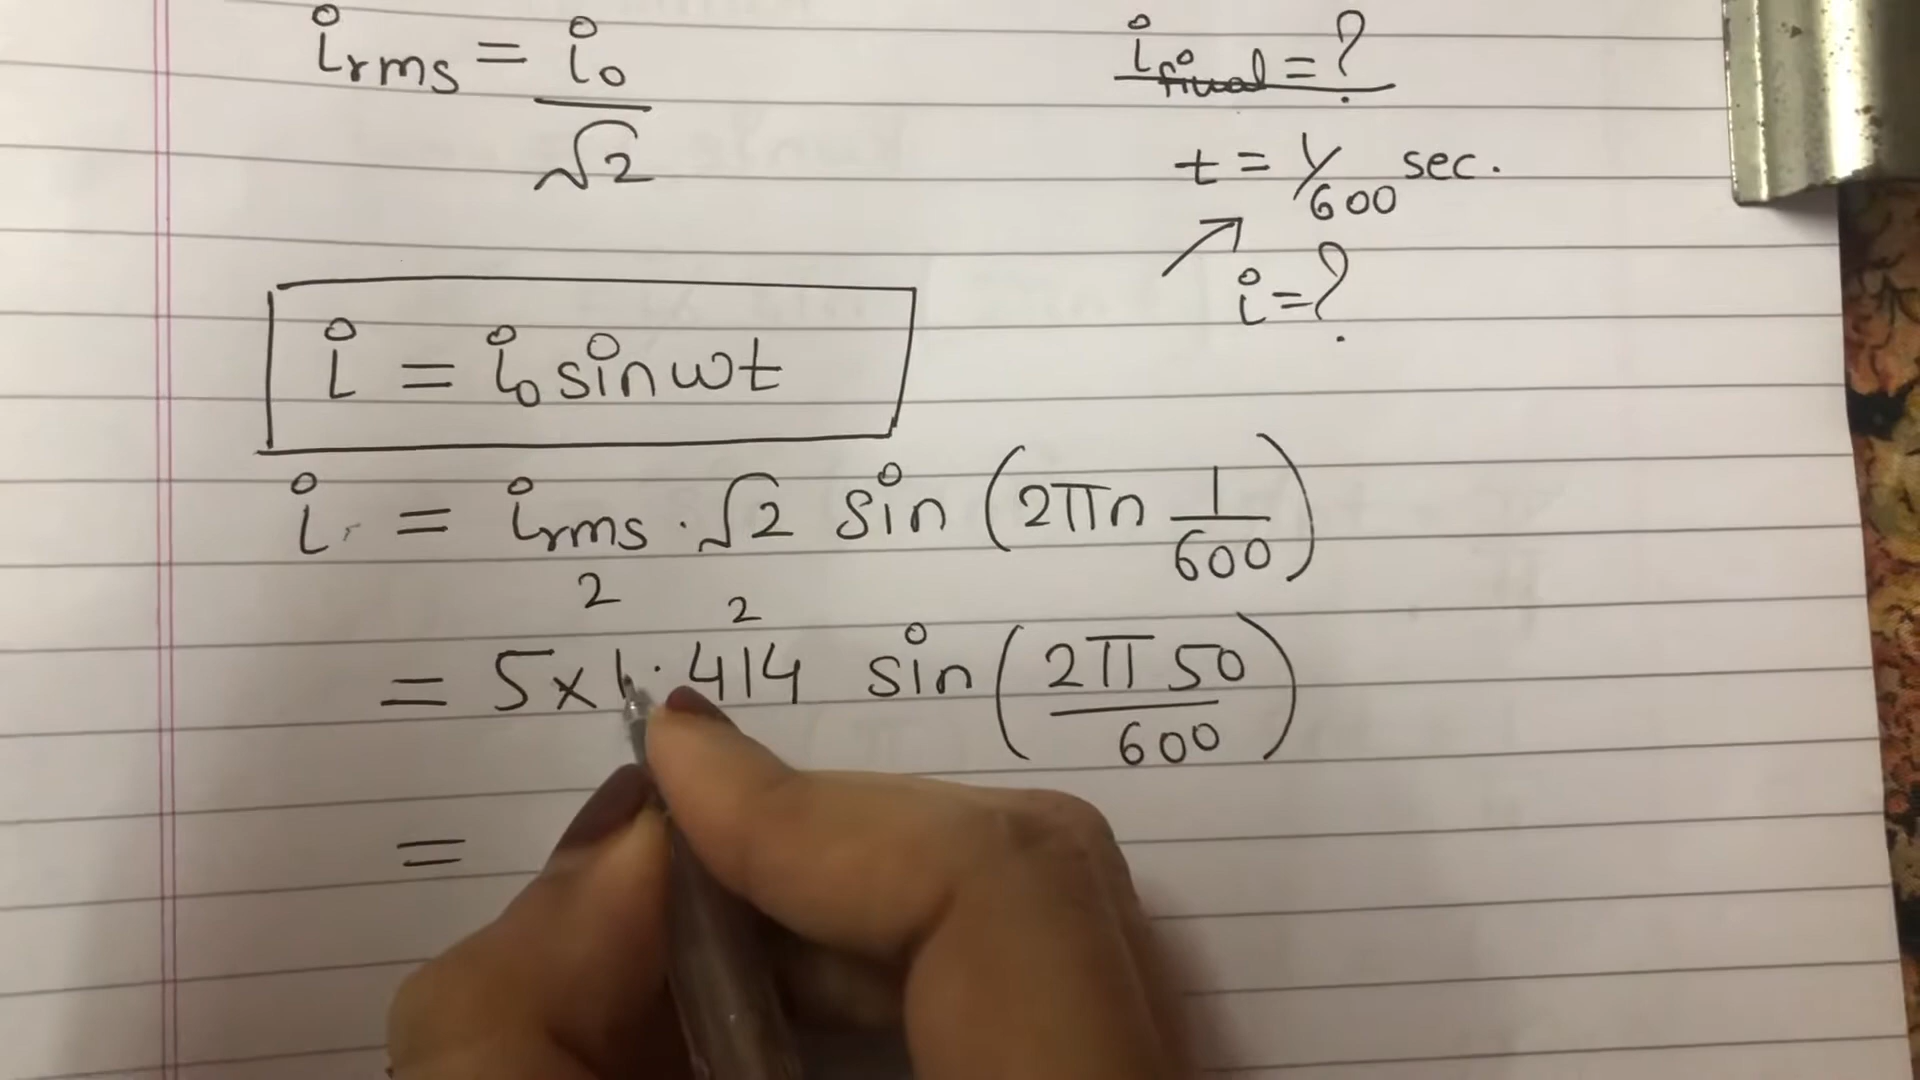 irms = i₀/√2
ifinal = ?
t = 1/600 sec.
i = ?
i = i₀ sin ωt
i = irms · √2 sin (2πn 1/600)
2 2
= 5 × 1.414 sin (2π 50/600)
=